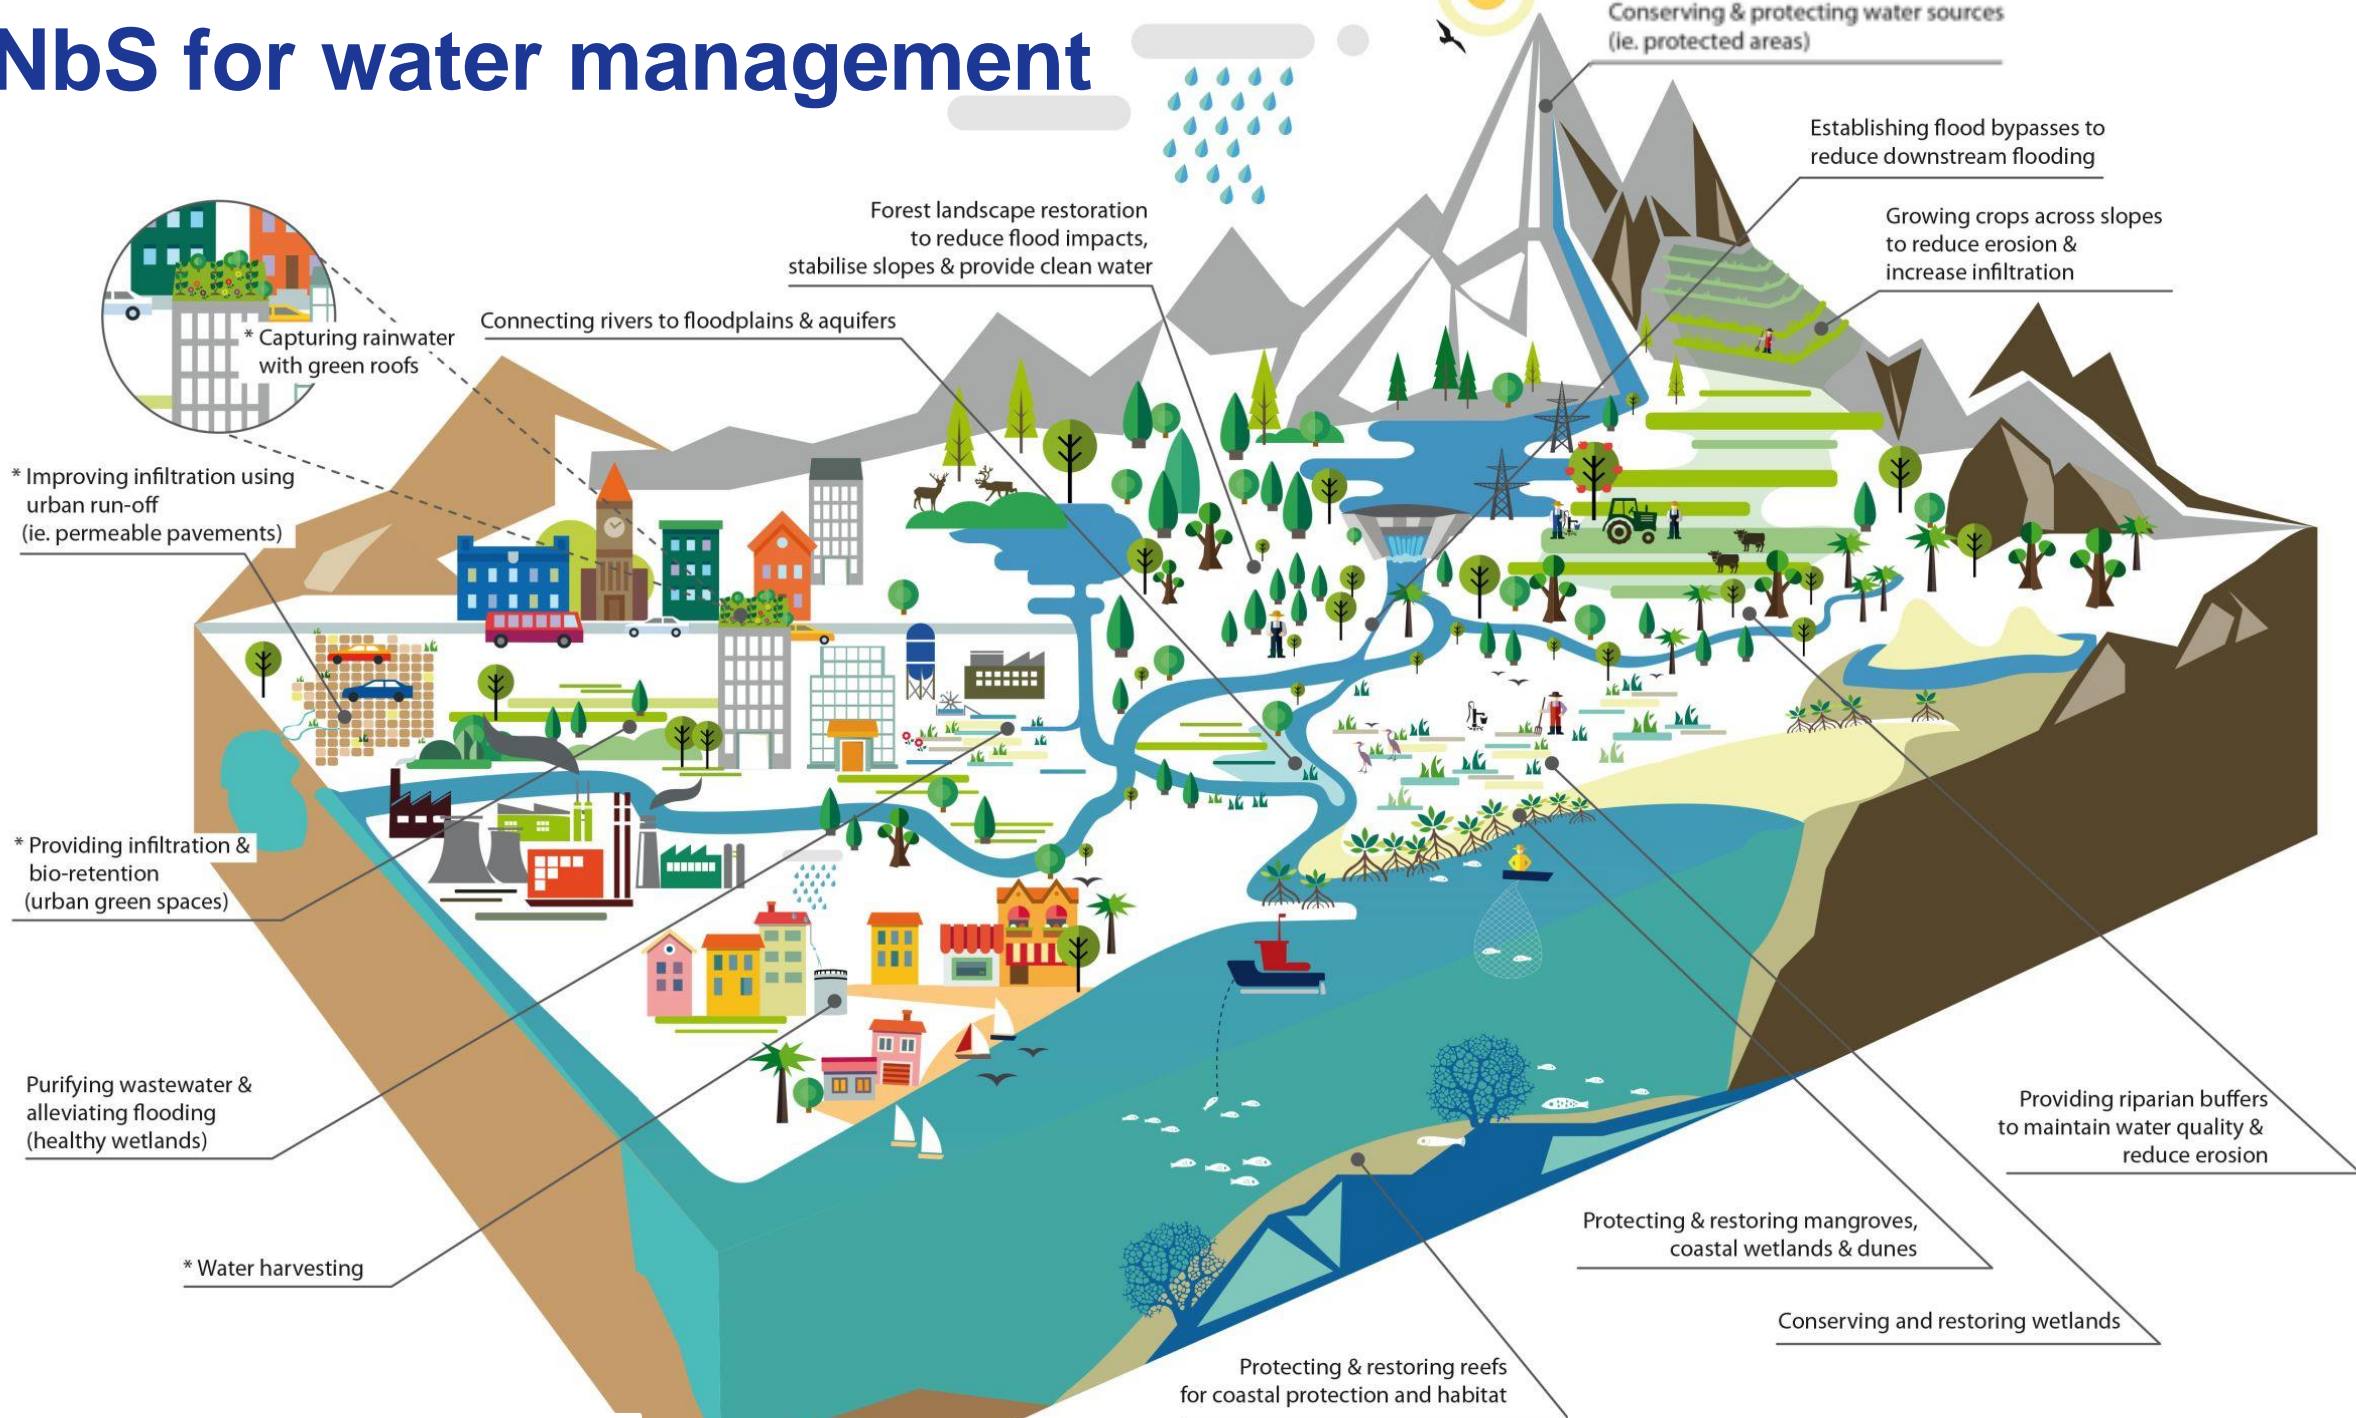 NbS for water management
Conserving & protecting water sources
(ie. protected areas)
Establishing flood bypasses to
reduce downstream flooding
Growing crops across slopes
to reduce erosion &
increase infiltration
Forest landscape restoration
to reduce flood impacts,
stabilise slopes & provide clean water
Connecting rivers to floodplains & aquifers
* Capturing rainwater
with green roofs
* Improving infiltration using
urban run-off
(ie. permeable pavements)
* Providing infiltration &
bio-retention
(urban green spaces)
Purifying wastewater &
alleviating flooding
(healthy wetlands)
* Water harvesting
Providing riparian buffers
to maintain water quality &
reduce erosion
Protecting & restoring mangroves,
coastal wetlands & dunes
Conserving and restoring wetlands
Protecting & restoring reefs
for coastal protection and habitat